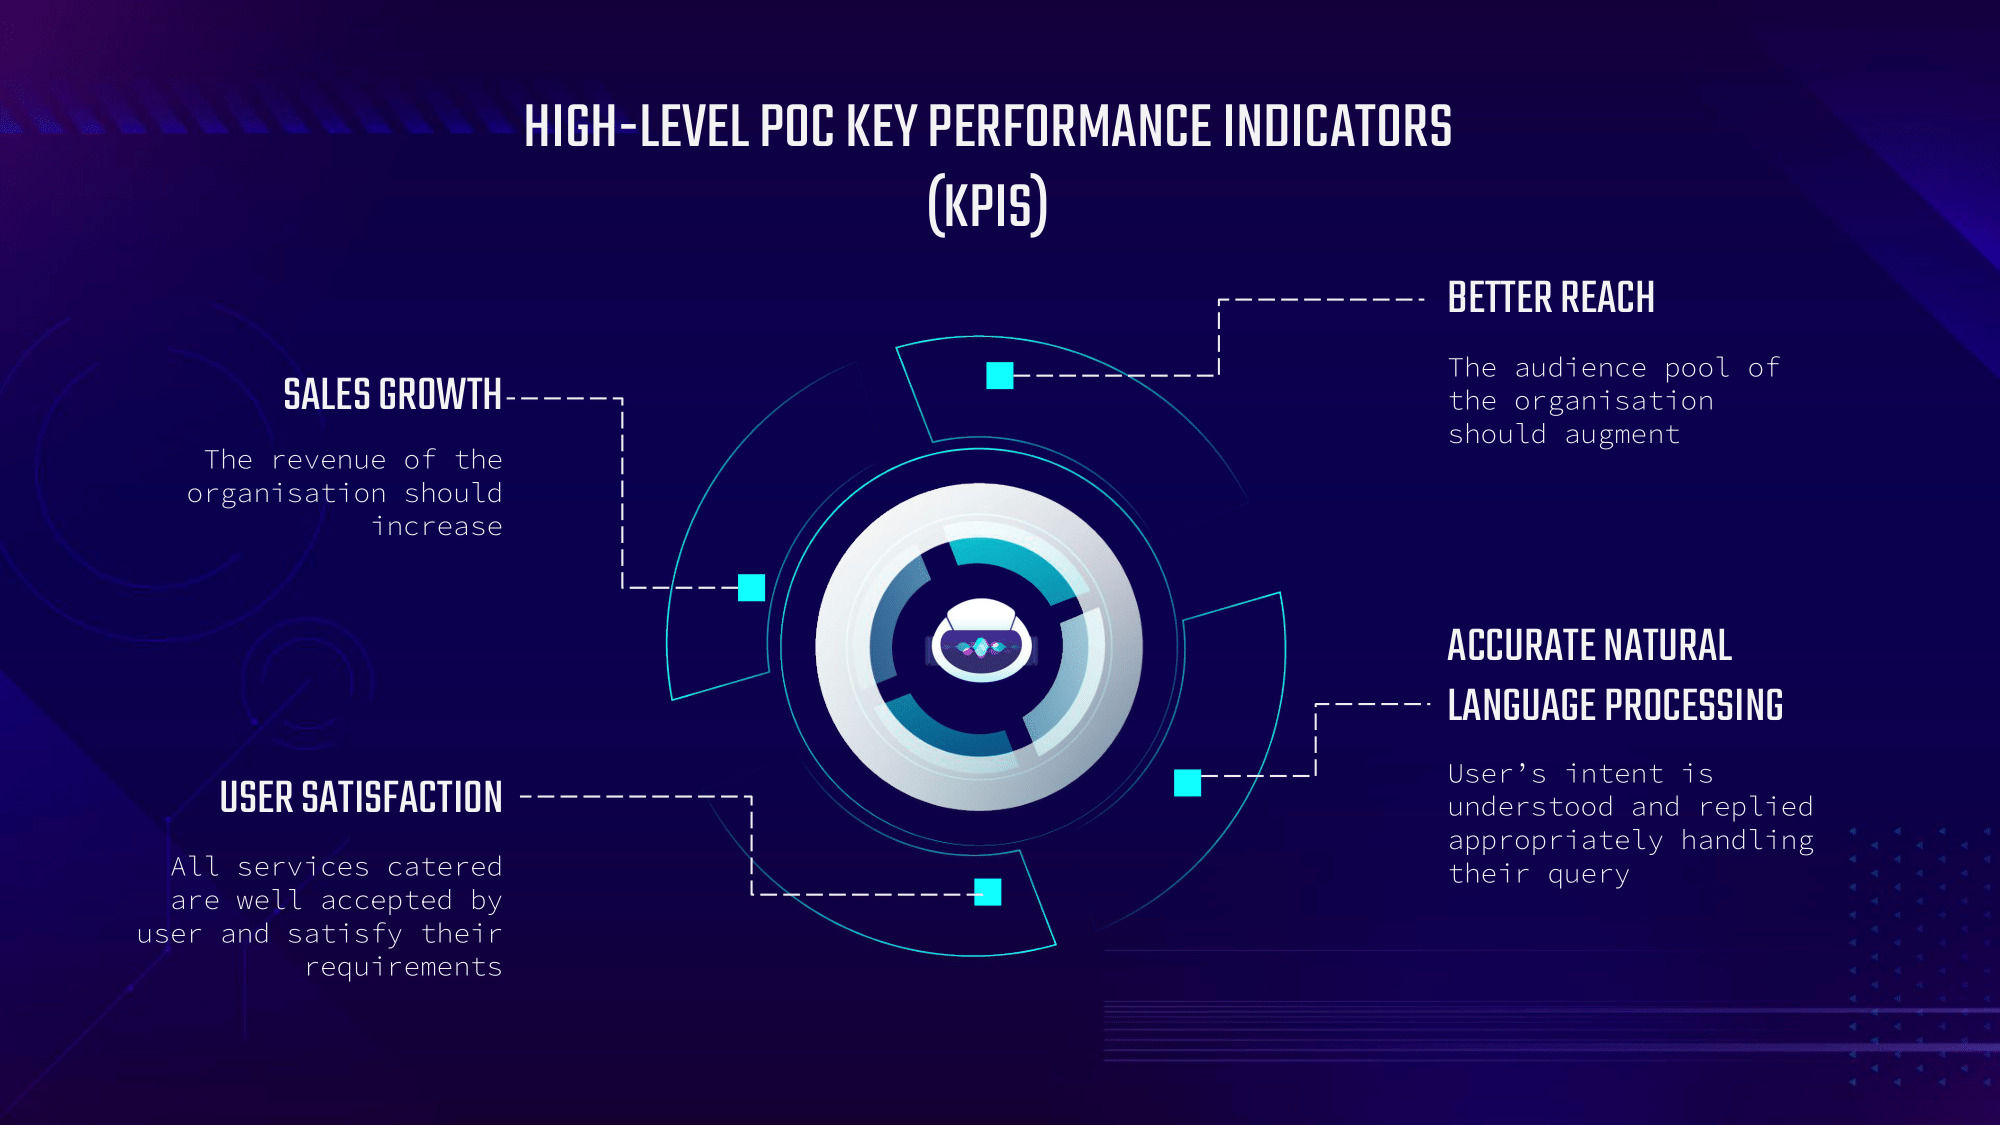 HIGH-LEVEL POC KEY PERFORMANCE INDICATORS
(KPIS)
SALES GROWTH
The revenue of the
organisation should
increase
BETTER REACH
The audience pool of
the organisation
should augment
USER SATISFACTION
All services catered
are well accepted by
user and satisfy their
requirements
ACCURATE NATURAL
LANGUAGE PROCESSING
User’s intent is
understood and replied
appropriately handling
their query